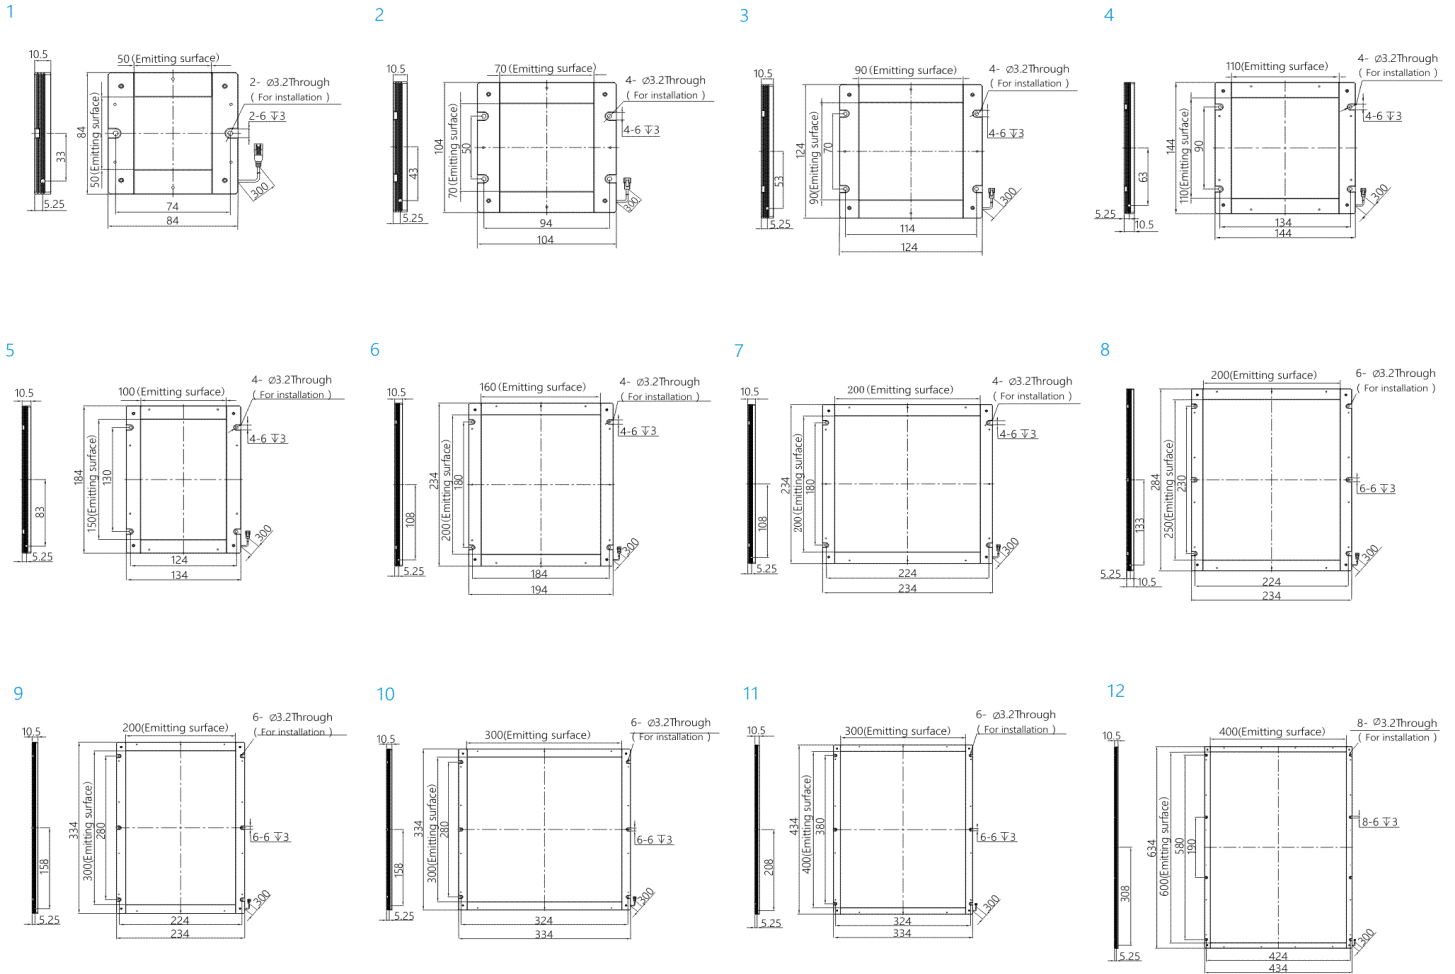 1
10.5
50(Emitting surface)
2- Ø3.2Through
( For installation )
2-6 ↧3
84
50(Emitting surface)
33
300
5.25
74
84
2
10.5
70(Emitting surface)
4- Ø3.2Through
( For installation )
4-6 ↧3
104
70(Emitting surface)
50
43
300
5.25
94
104
3
10.5
90(Emitting surface)
4- Ø3.2Through
( For installation )
4-6 ↧3
124
90(Emitting surface)
70
53
300
5.25
114
124
4
110(Emitting surface)
4- Ø3.2Through
( For installation )
4-6 ↧3
144
110(Emitting surface)
90
63
300
5.25
10.5
134
144
5
10.5
100(Emitting surface)
4- Ø3.2Through
( For installation )
4-6 ↧3
184
150(Emitting surface)
130
83
300
5.25
124
134
6
10.5
160(Emitting surface)
4- Ø3.2Through
( For installation )
4-6 ↧3
234
200(Emitting surface)
180
108
300
5.25
184
194
7
10.5
200(Emitting surface)
4- Ø3.2Through
( For installation )
4-6 ↧3
234
200(Emitting surface)
180
108
300
5.25
224
234
8
200(Emitting surface)
6- Ø3.2Through
( For installation )
6-6 ↧3
284
250(Emitting surface)
230
133
300
5.25
10.5
224
234
9
10.5
200(Emitting surface)
6- Ø3.2Through
( For installation )
6-6 ↧3
334
300(Emitting surface)
280
158
300
5.25
224
234
10
10.5
300(Emitting surface)
6- Ø3.2Through
( For installation )
6-6 ↧3
334
300(Emitting surface)
280
158
300
5.25
324
334
11
10.5
300(Emitting surface)
6- Ø3.2Through
( For installation )
6-6 ↧3
434
400(Emitting surface)
380
208
300
5.25
324
334
12
10.5
400(Emitting surface)
8- Ø3.2Through
( For installation )
8-6 ↧3
634
600(Emitting surface)
580
190
308
300
5.25
424
434